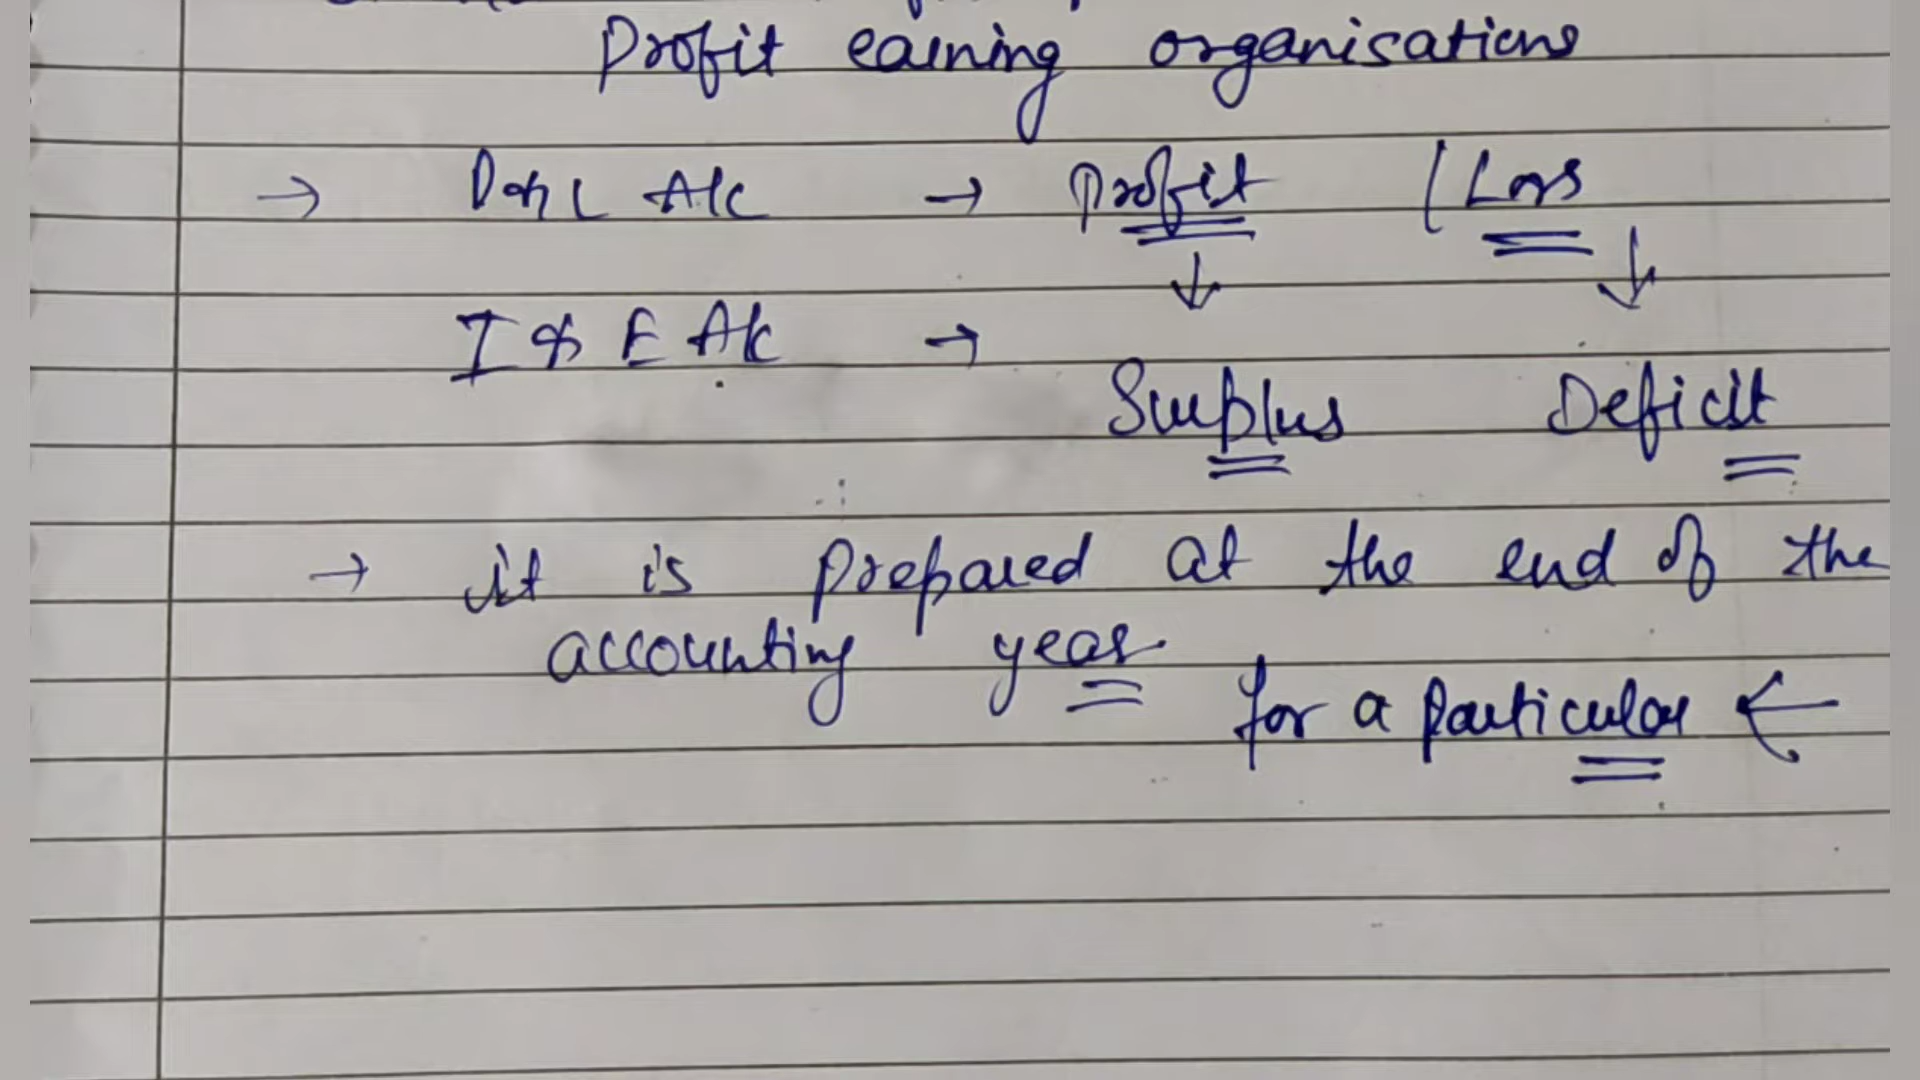 Profit earning organisations
→ P & L A/c → Profit / Loss
↓ ↓
I & E A/c →
Surplus Deficit
→ it is prepared at the end of the
accounting year
for a particular ←